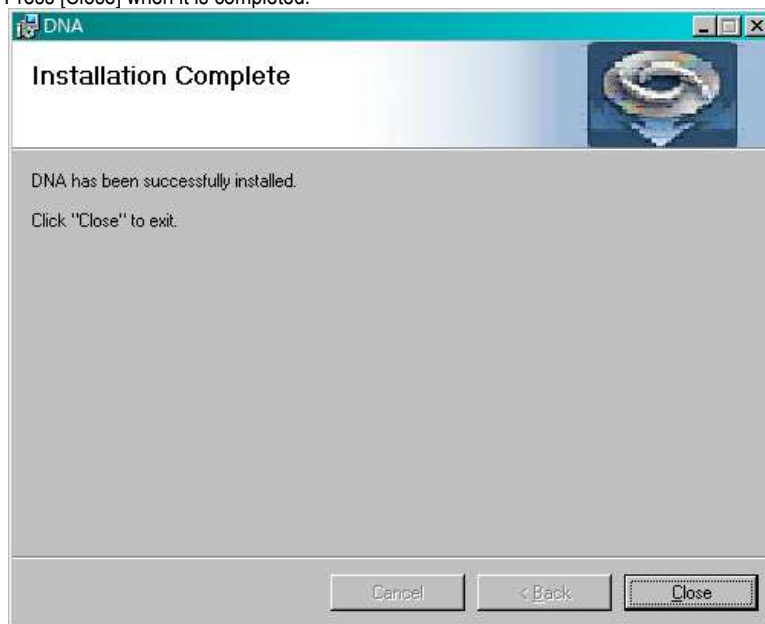 Press [Close] when it is completed.
DNA
Installation Complete
DNA has been successfully installed.
Click "Close" to exit.
Cancel
< Back
Close